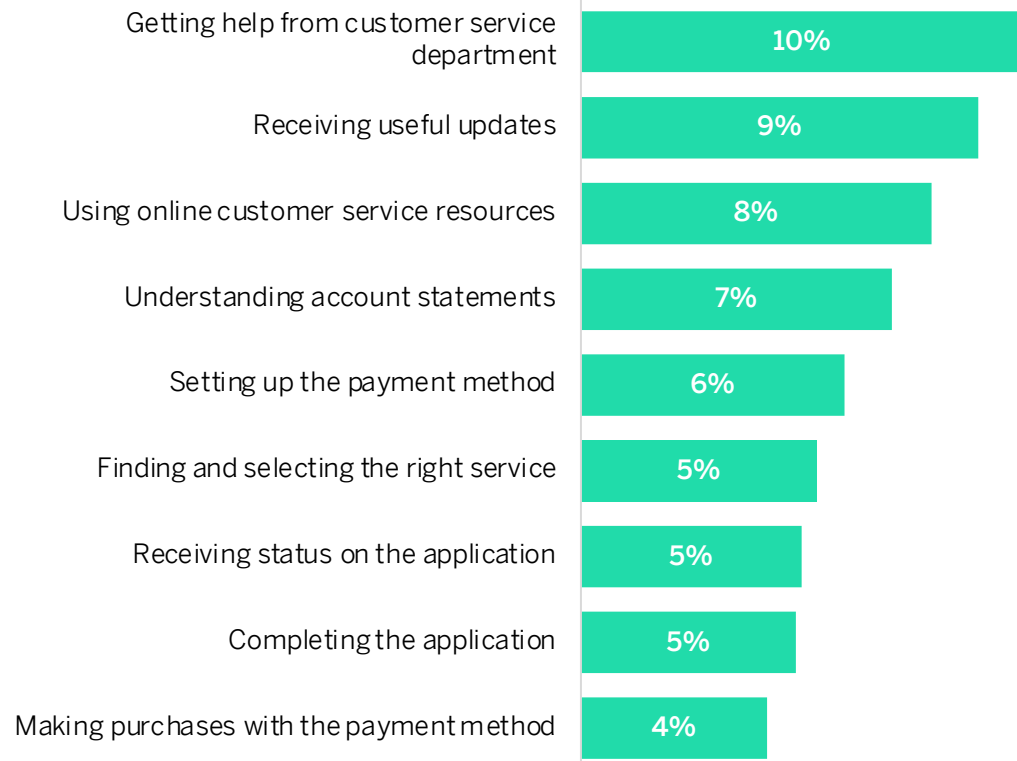 Getting help from customer service
department
10%
Receiving useful updates
9%
Using online customer service resources
8%
Understanding account statements
7%
Setting up the payment method
6%
Finding and selecting the right service
5%
Receiving status on the application
5%
Completing the application
5%
Making purchases with the payment method
4%